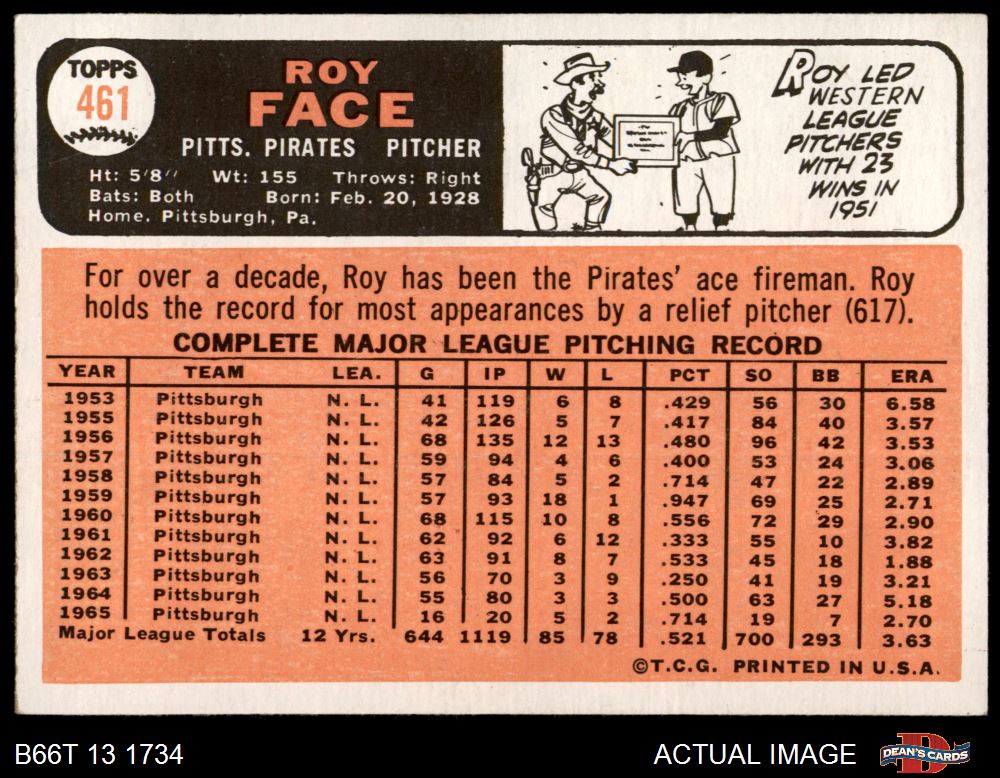 TOPPS
461
ROY
FACE
PITTS. PIRATES PITCHER
Ht: 5'8" Wt: 155 Throws: Right
Bats: Both Born: Feb. 20, 1928
Home. Pittsburgh, Pa.
ROY LED
WESTERN
LEAGUE
PITCHERS
WITH 23
WINS IN
1951
For over a decade, Roy has been the Pirates' ace fireman. Roy
holds the record for most appearances by a relief pitcher (617).
COMPLETE MAJOR LEAGUE PITCHING RECORD
YEAR TEAM LEA. G IP W L PCT SO BB ERA
1953 Pittsburgh N. L. 41 119 6 8 .429 56 30 6.58
1955 Pittsburgh N. L. 42 126 5 7 .417 84 40 3.57
1956 Pittsburgh N. L. 68 135 12 13 .480 96 42 3.53
1957 Pittsburgh N. L. 59 94 4 6 .400 53 24 3.06
1958 Pittsburgh N. L. 57 84 5 2 .714 47 22 2.89
1959 Pittsburgh N. L. 57 93 18 1 .947 69 25 2.71
1960 Pittsburgh N. L. 68 115 10 8 .556 72 29 2.90
1961 Pittsburgh N. L. 62 92 6 12 .333 55 10 3.82
1962 Pittsburgh N. L. 63 91 8 7 .533 45 18 1.88
1963 Pittsburgh N. L. 56 70 3 9 .250 41 19 3.21
1964 Pittsburgh N. L. 55 80 3 3 .500 63 27 5.18
1965 Pittsburgh N. L. 16 20 5 2 .714 19 7 2.70
Major League Totals 12 Yrs. 644 1119 85 78 .521 700 293 3.63
©T.C.G. PRINTED IN U.S.A.
B66T 13 1734
ACTUAL IMAGE
DEAN'S CARDS